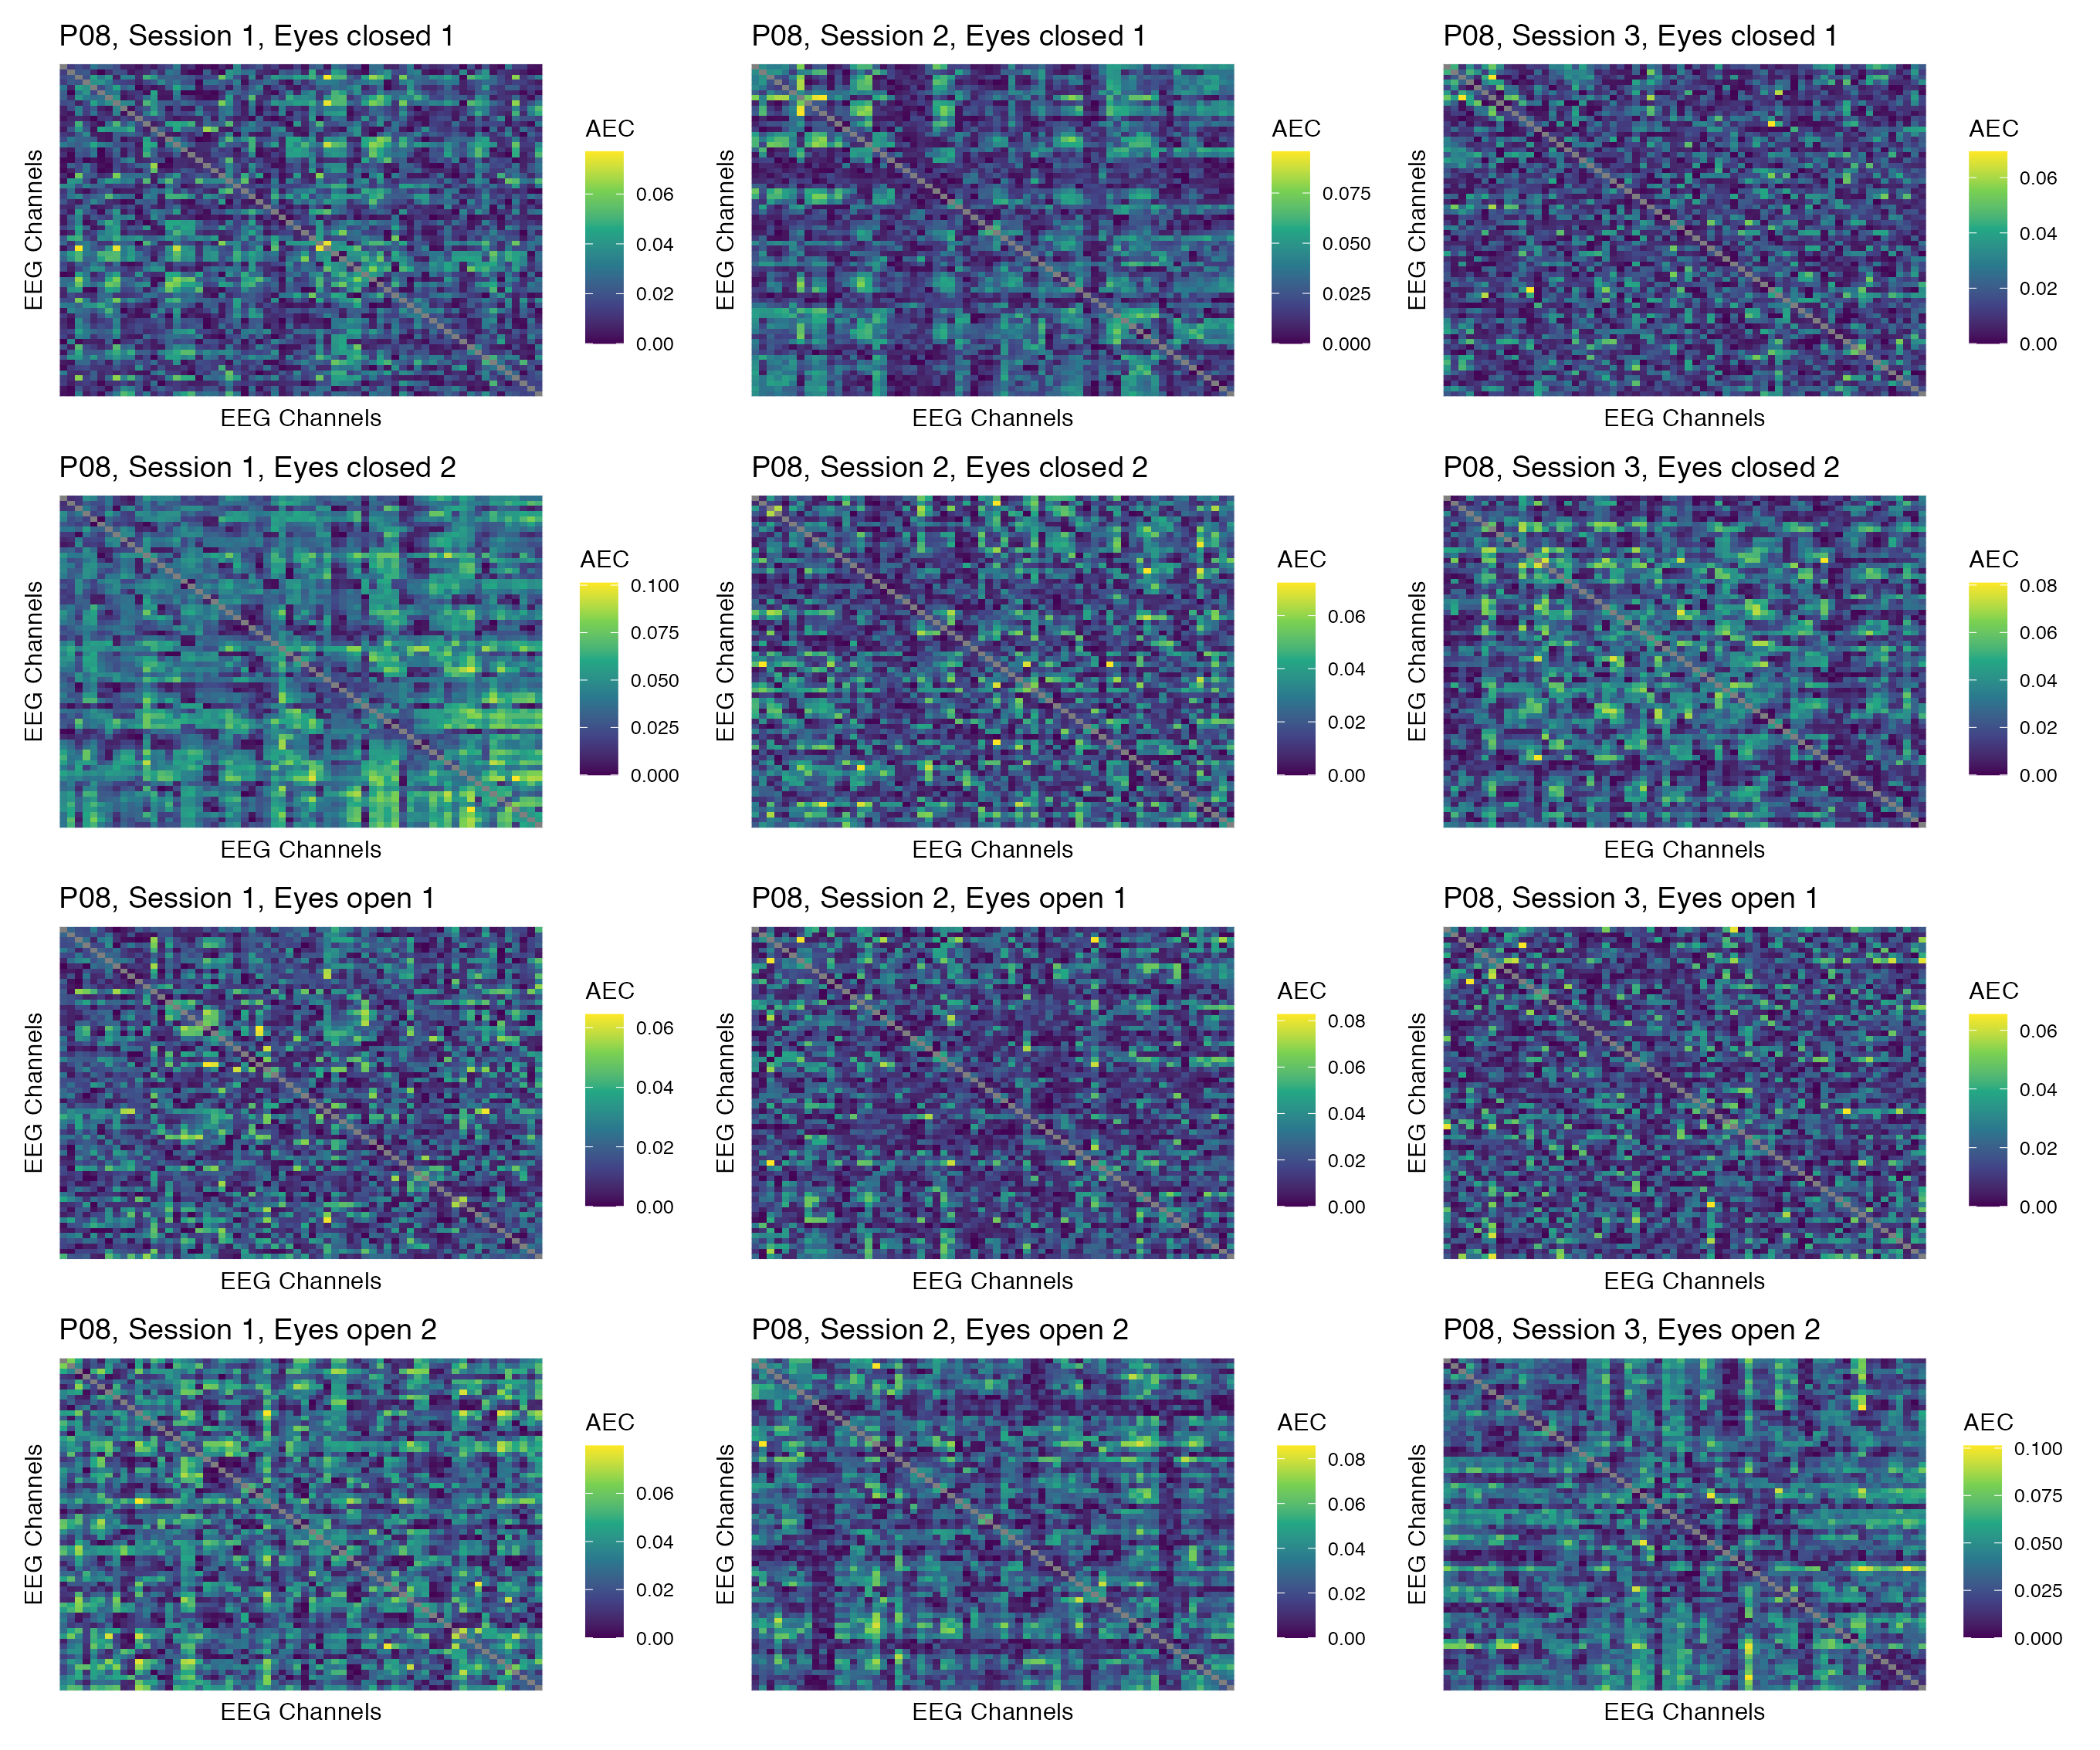 P08, Session 1, Eyes closed 1
EEG Channels
EEG Channels
AEC
0.06
0.04
0.02
0.00
P08, Session 2, Eyes closed 1
EEG Channels
EEG Channels
AEC
0.075
0.050
0.025
0.000
P08, Session 3, Eyes closed 1
EEG Channels
EEG Channels
AEC
0.06
0.04
0.02
0.00
P08, Session 1, Eyes closed 2
EEG Channels
EEG Channels
AEC
0.100
0.075
0.050
0.025
0.000
P08, Session 2, Eyes closed 2
EEG Channels
EEG Channels
AEC
0.06
0.04
0.02
0.00
P08, Session 3, Eyes closed 2
EEG Channels
EEG Channels
AEC
0.08
0.06
0.04
0.02
0.00
P08, Session 1, Eyes open 1
EEG Channels
EEG Channels
AEC
0.06
0.04
0.02
0.00
P08, Session 2, Eyes open 1
EEG Channels
EEG Channels
AEC
0.08
0.06
0.04
0.02
0.00
P08, Session 3, Eyes open 1
EEG Channels
EEG Channels
AEC
0.06
0.04
0.02
0.00
P08, Session 1, Eyes open 2
EEG Channels
EEG Channels
AEC
0.06
0.04
0.02
0.00
P08, Session 2, Eyes open 2
EEG Channels
EEG Channels
AEC
0.08
0.06
0.04
0.02
0.00
P08, Session 3, Eyes open 2
EEG Channels
EEG Channels
AEC
0.100
0.075
0.050
0.025
0.000